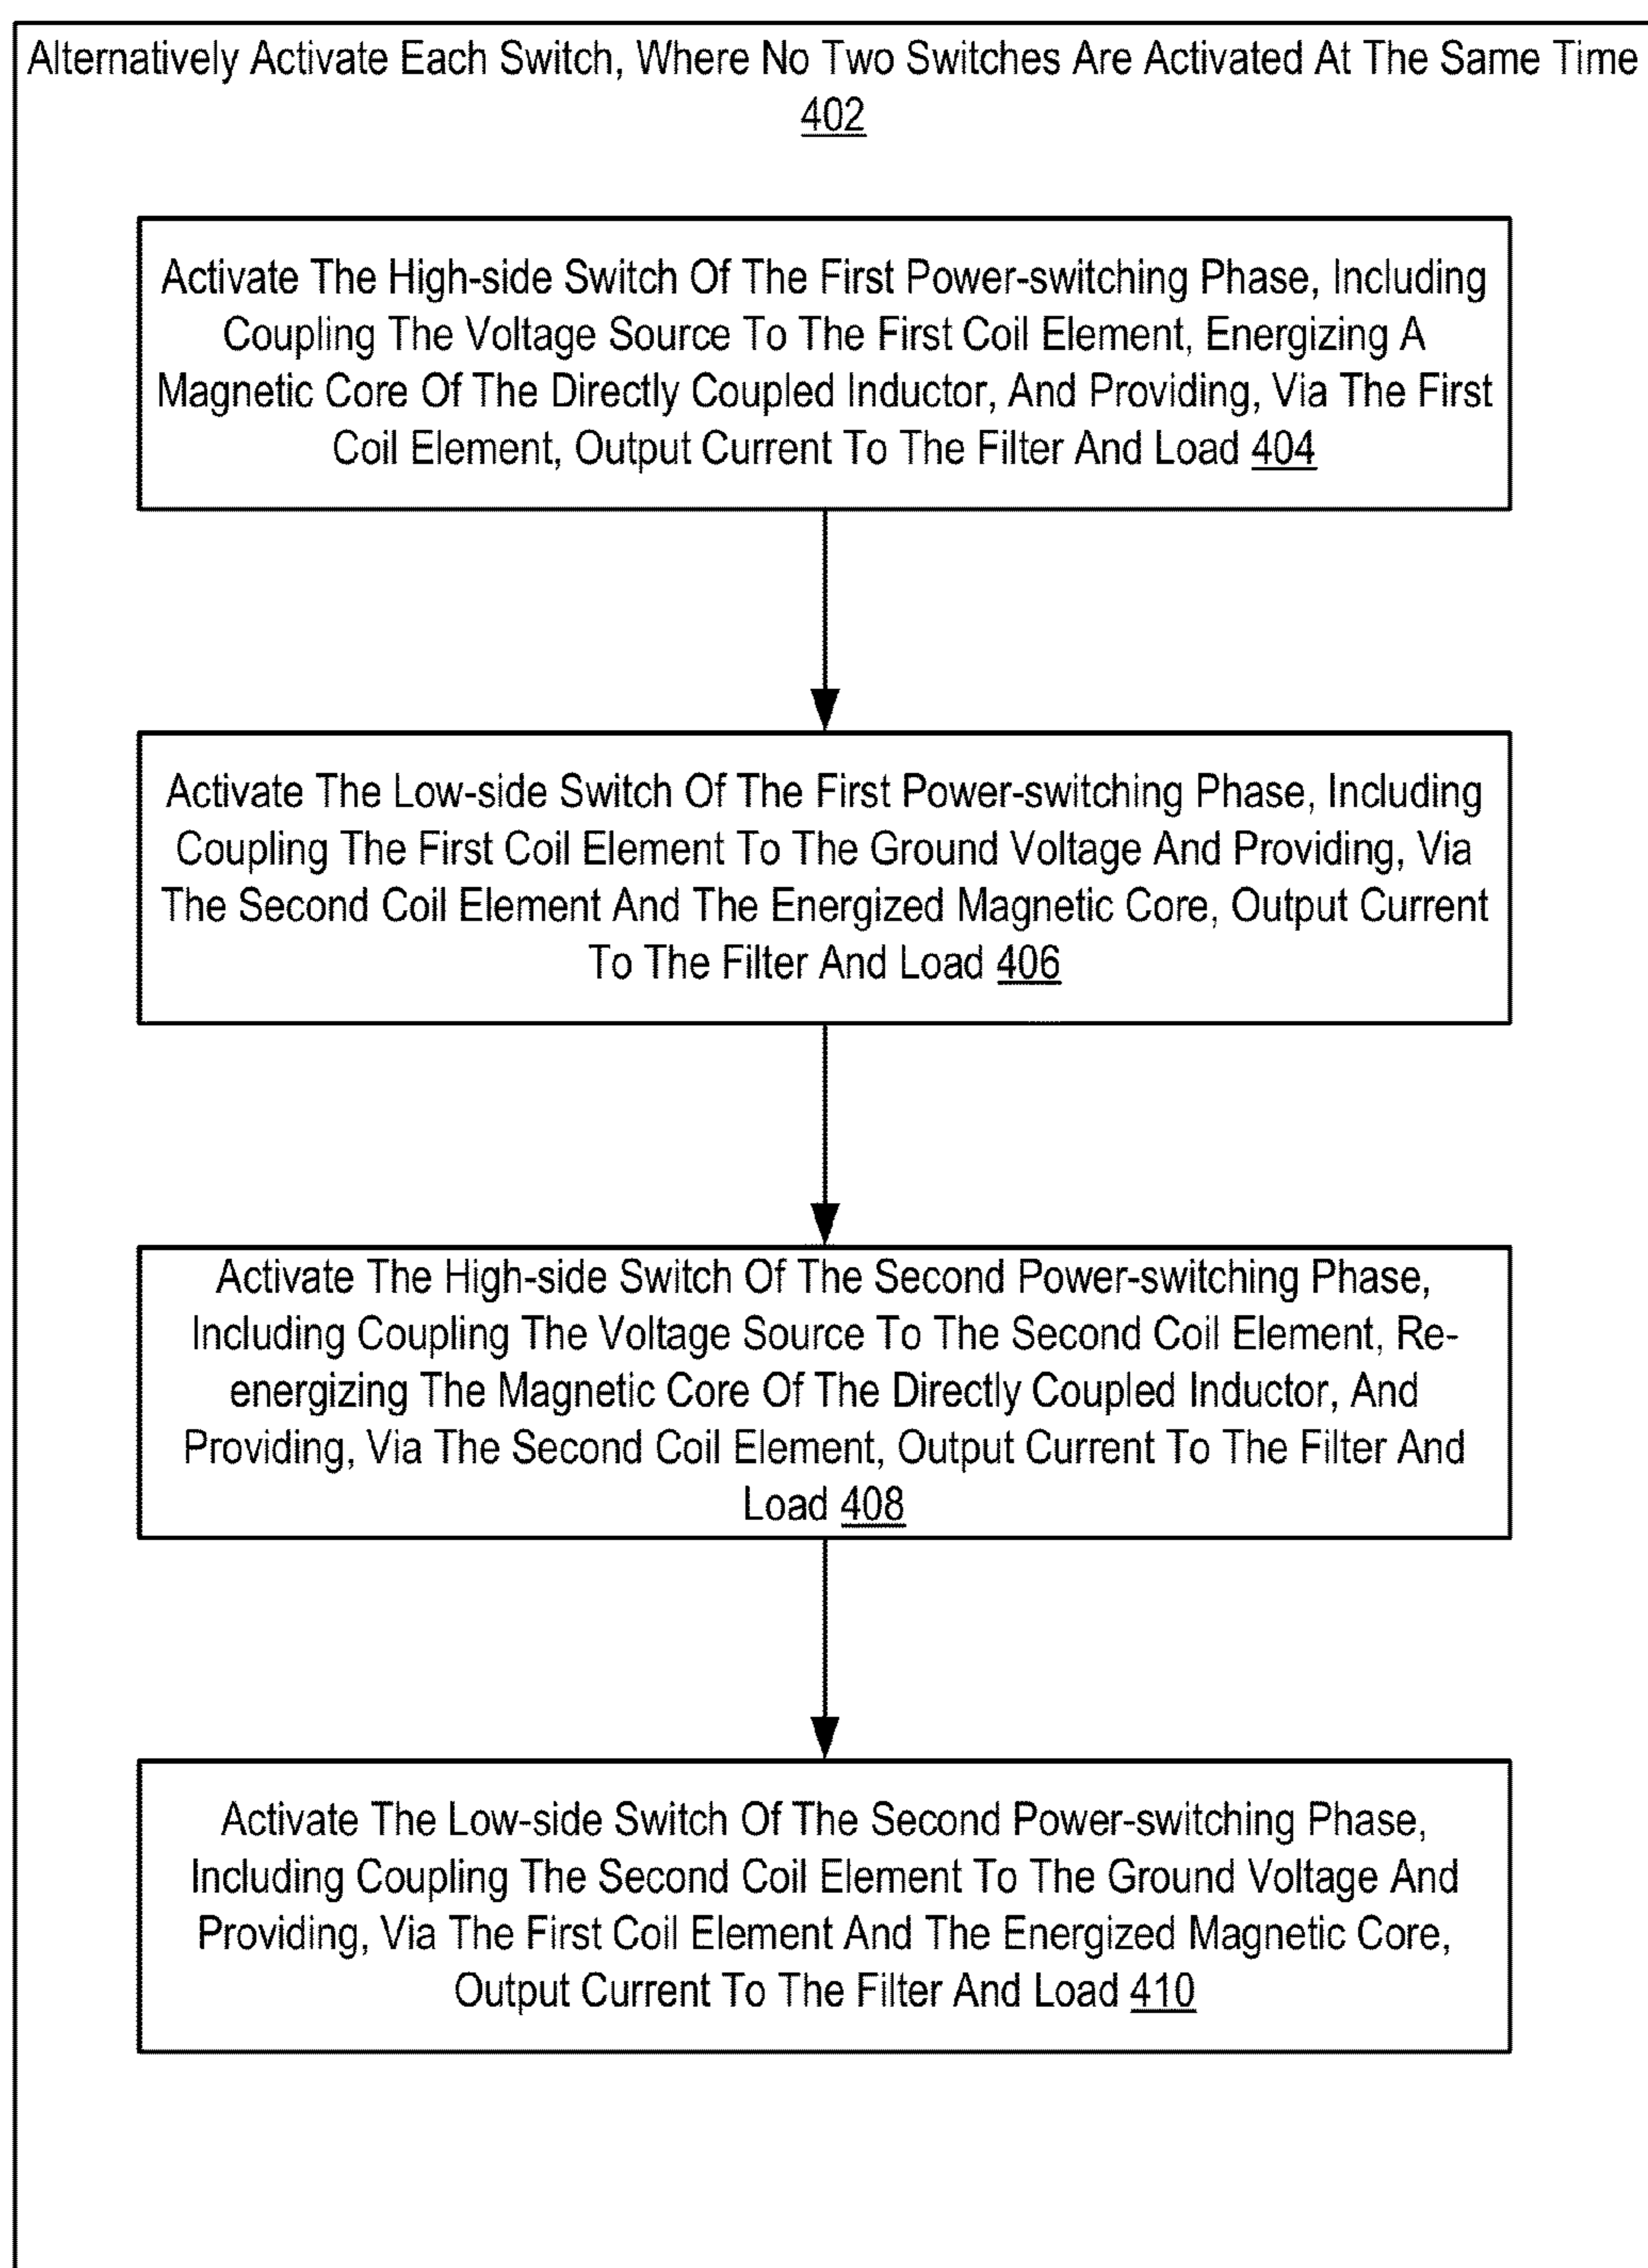 Alternatively Activate Each Switch, Where No Two Switches Are Activated At The Same Time
402
Activate The High-side Switch Of The First Power-switching Phase, Including
Coupling The Voltage Source To The First Coil Element, Energizing A
Magnetic Core Of The Directly Coupled Inductor, And Providing, Via The First
Coil Element, Output Current To The Filter And Load 404
Activate The Low-side Switch Of The First Power-switching Phase, Including
Coupling The First Coil Element To The Ground Voltage And Providing, Via
The Second Coil Element And The Energized Magnetic Core, Output Current
To The Filter And Load 406
Activate The High-side Switch Of The Second Power-switching Phase,
Including Coupling The Voltage Source To The Second Coil Element, Re-
energizing The Magnetic Core Of The Directly Coupled Inductor, And
Providing, Via The Second Coil Element, Output Current To The Filter And
Load 408
Activate The Low-side Switch Of The Second Power-switching Phase,
Including Coupling The Second Coil Element To The Ground Voltage And
Providing, Via The First Coil Element And The Energized Magnetic Core,
Output Current To The Filter And Load 410